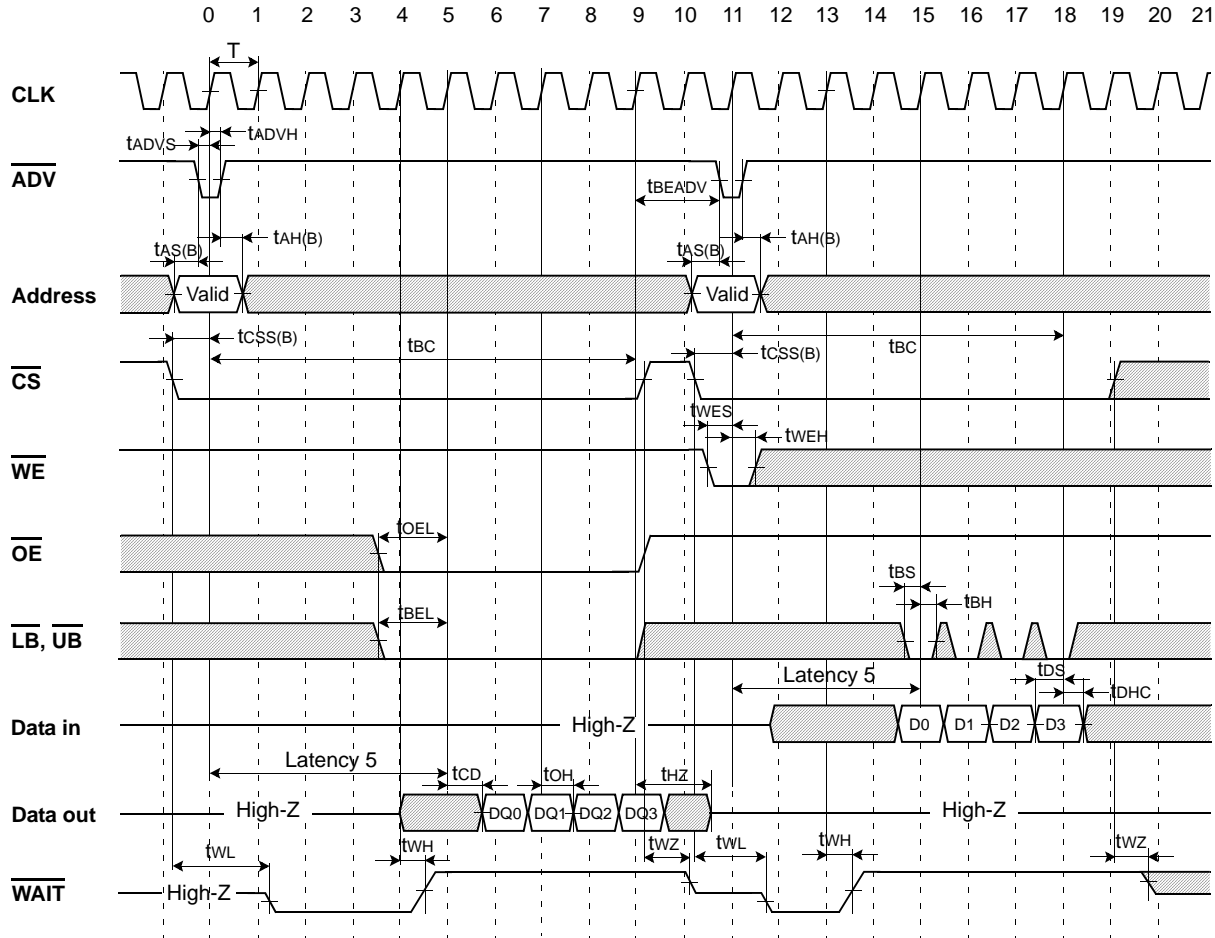 0 1 2 3 4 5 6 7 8 9 10 11 12 13 14 15 16 17 18 19 20 21
T
CLK
tADVS
tADVH
ADV
tBEADV
tAS(B)
tAH(B)
tAS(B)
tAH(B)
Address
Valid
Valid
tCSS(B)
tBC
tCSS(B)
tBC
CS
tWES
tWEH
WE
tOEL
OE
tBS
tBH
tBEL
LB, UB
Latency 5
tDS
tDHC
Data in
High-Z
D0 D1 D2 D3
Latency 5
tCD
tOH
tHZ
Data out
High-Z
DQ0 DQ1 DQ2 DQ3
High-Z
tWL
tWH
tWZ
tWL
tWH
tWZ
WAIT
High-Z